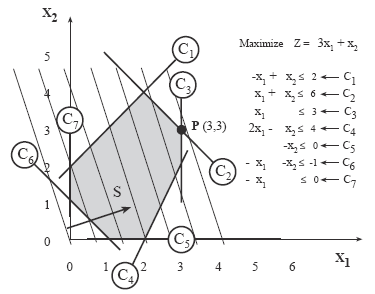 X2
Maximize Z = 3x1 + x2
-x1 + x2 ≤ 2 ← C1
x1 + x2 ≤ 6 ← C2
x1 ≤ 3 ← C3
2x1 - x2 ≤ 4 ← C4
-x2 ≤ 0 ← C5
- x1 -x2 ≤ -1 ← C6
- x1 ≤ 0 ← C7
C1
C3
C7
P (3,3)
C6
C2
S
C5
C4
5
4
3
2
1
0
0 1 2 3 4 5 6
X1